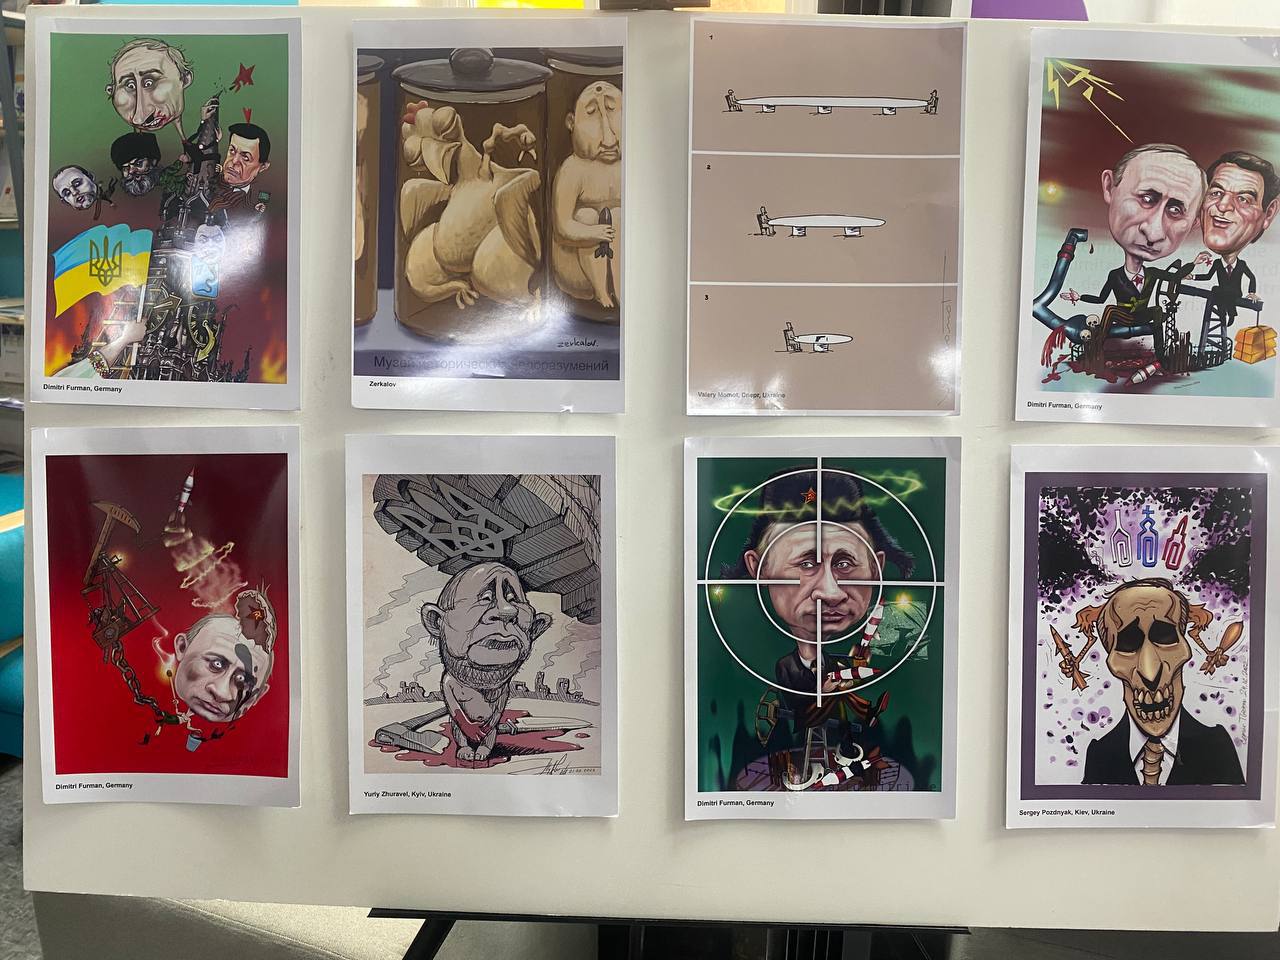 Dimitri Furman, Germany
zerkalov.
Музей исторических недоразумений
Zerkalov
1
2
3
Valery Momot, Dnepr, Ukraine
Dimitri Furman, Germany
Dimitri Furman, Germany
Yuriy Zhuravel, Kyiv, Ukraine
Dimitri Furman, Germany
Sergey Pozdnyak, Kiev, Ukraine